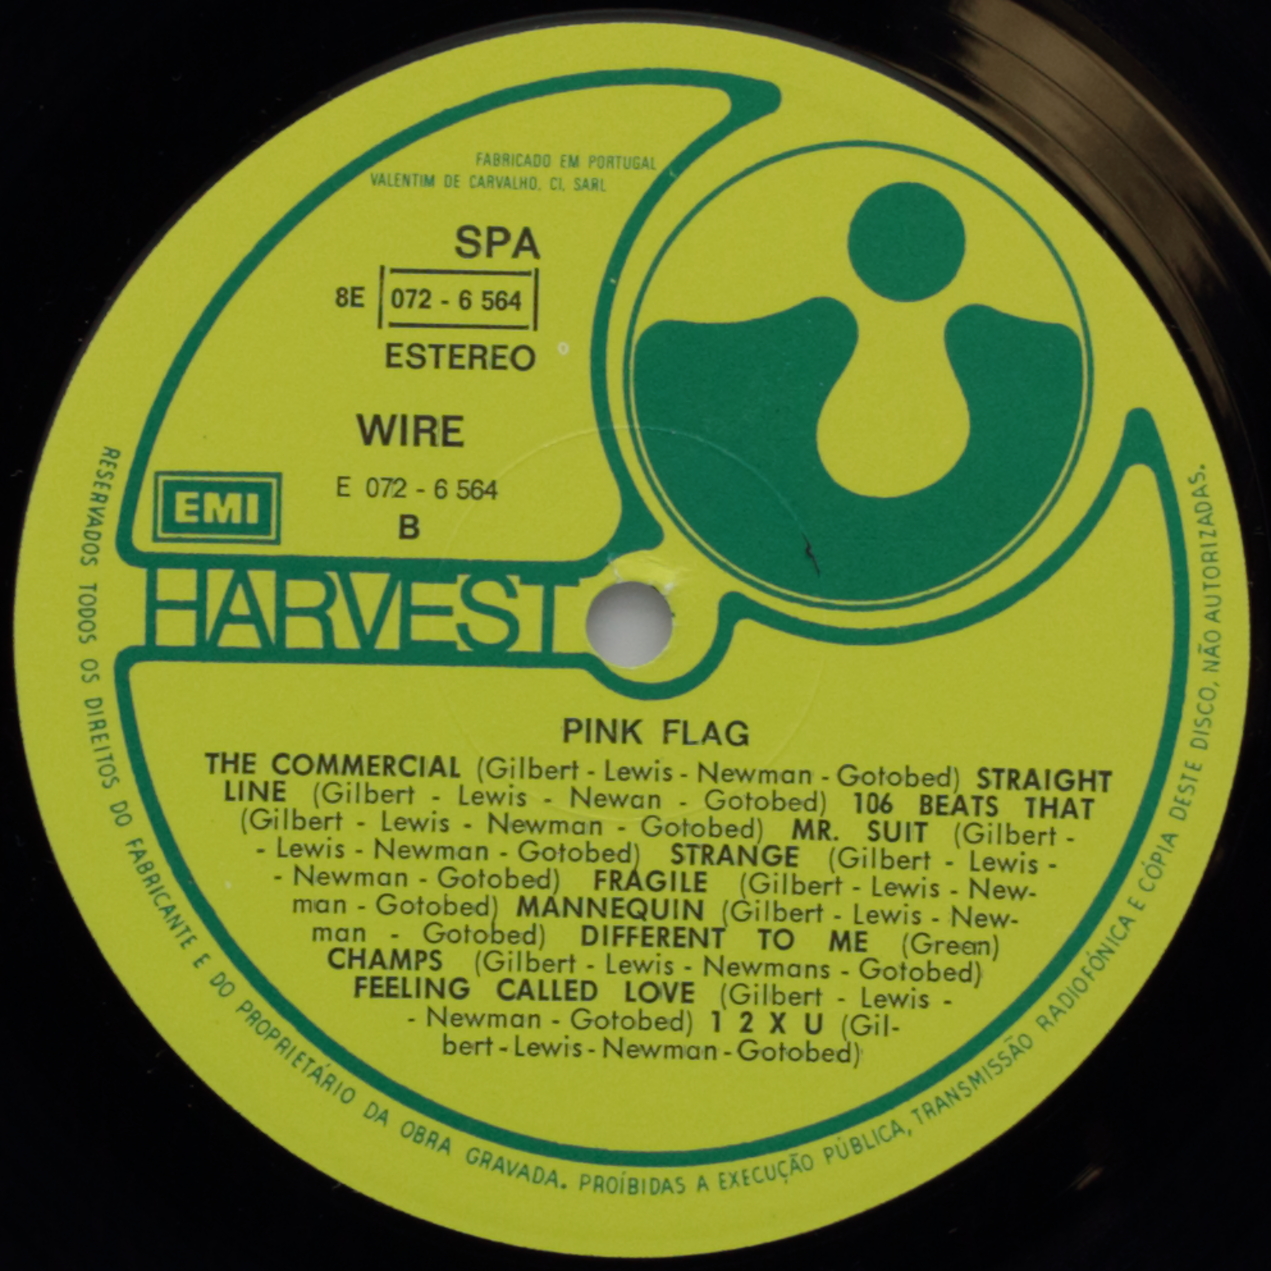 FABRICADO EM PORTUGAL
VALENTIM DE CARVALHO, CI, SARL
SPA
8E 072 - 6 564
ESTEREO
WIRE
E 072 - 6 564
B
EMI
HARVEST
PINK FLAG
THE COMMERCIAL (Gilbert - Lewis - Newman - Gotobed) STRAIGHT
LINE (Gilbert - Lewis - Newan - Gotobed) 106 BEATS THAT
(Gilbert - Lewis - Newman - Gotobed) MR. SUIT (Gilbert -
- Lewis - Newman - Gotobed) STRANGE (Gilbert - Lewis -
- Newman - Gotobed) FRAGILE (Gilbert - Lewis - New-
man - Gotobed) MANNEQUIN (Gilbert - Lewis - New-
man - Gotobed) DIFFERENT TO ME (Green)
CHAMPS (Gilbert - Lewis - Newmans - Gotobed)
FEELING CALLED LOVE (Gilbert - Lewis -
- Newman - Gotobed) 1 2 X U (Gil-
bert - Lewis - Newman - Gotobed)
RESERVADOS TODOS OS DIREITOS DO FABRICANTE E DO PROPRIETÁRIO DA OBRA GRAVADA. PROÍBIDAS A EXECUÇÃO PÚBLICA, TRANSMISSÃO RADIOFÓNICA E CÓPIA DESTE DISCO, NÃO AUTORIZADAS.